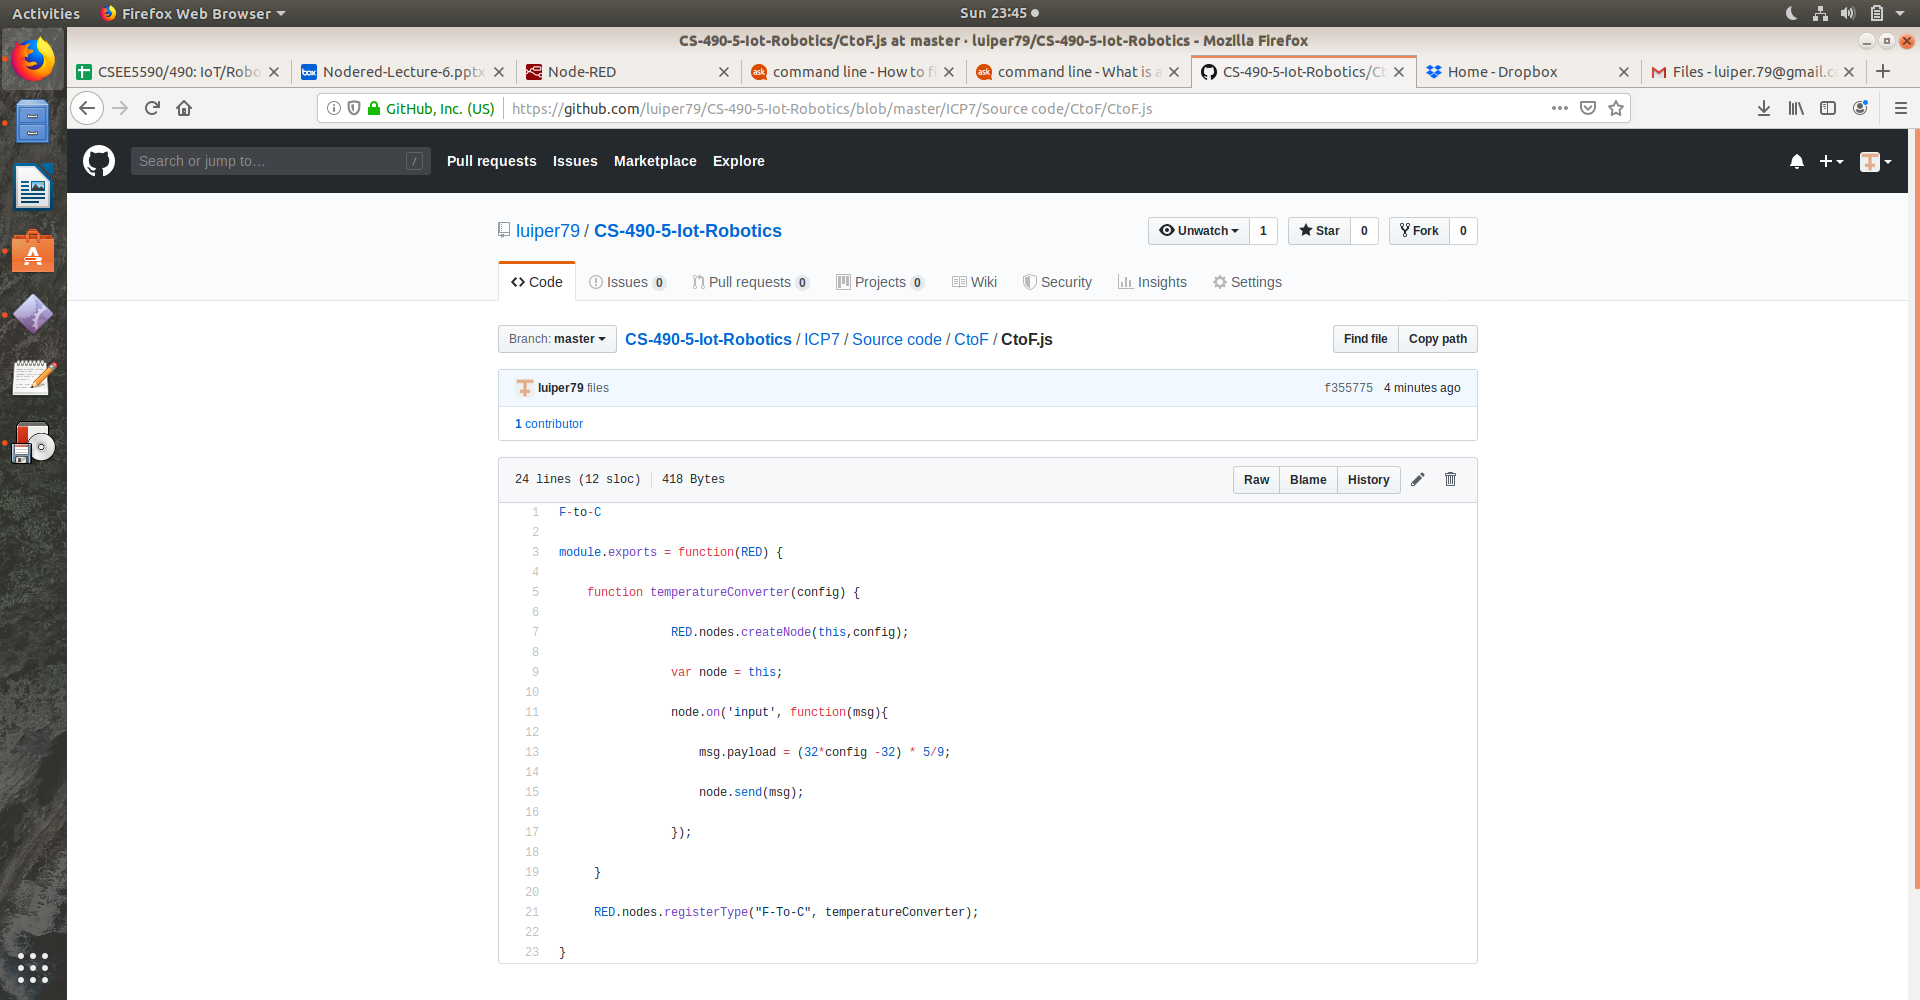 Activities
Firefox Web Browser
Sun 23:45
CS-490-5-Iot-Robotics/CtoF.js at master · luiper79/CS-490-5-Iot-Robotics - Mozilla Firefox
CSEE5590/490: IoT/Robo
box Nodered-Lecture-6.pptx
Node-RED
ask command line - How to fi
ask command line - What is a
CS-490-5-Iot-Robotics/Ct
Home - Dropbox
Files - luiper.79@gmail.c
GitHub, Inc. (US)
https://github.com/luiper79/CS-490-5-Iot-Robotics/blob/master/ICP7/Source code/CtoF/CtoF.js
Search or jump to… /
Pull requests Issues Marketplace Explore
luiper79 / CS-490-5-Iot-Robotics
Unwatch 1 Star 0 Fork 0
Code Issues 0 Pull requests 0 Projects 0 Wiki Security Insights Settings
Branch: master CS-490-5-Iot-Robotics / ICP7 / Source code / CtoF / CtoF.js
Find file Copy path
luiper79 files
f355775 4 minutes ago
1 contributor
24 lines (12 sloc) 418 Bytes
Raw Blame History
1 F-to-C
2
3 module.exports = function(RED) {
4
5 function temperatureConverter(config) {
6
7 RED.nodes.createNode(this,config);
8
9 var node = this;
10
11 node.on('input', function(msg){
12
13 msg.payload = (32*config -32) * 5/9;
14
15 node.send(msg);
16
17 });
18
19 }
20
21 RED.nodes.registerType("F-To-C", temperatureConverter);
22
23 }